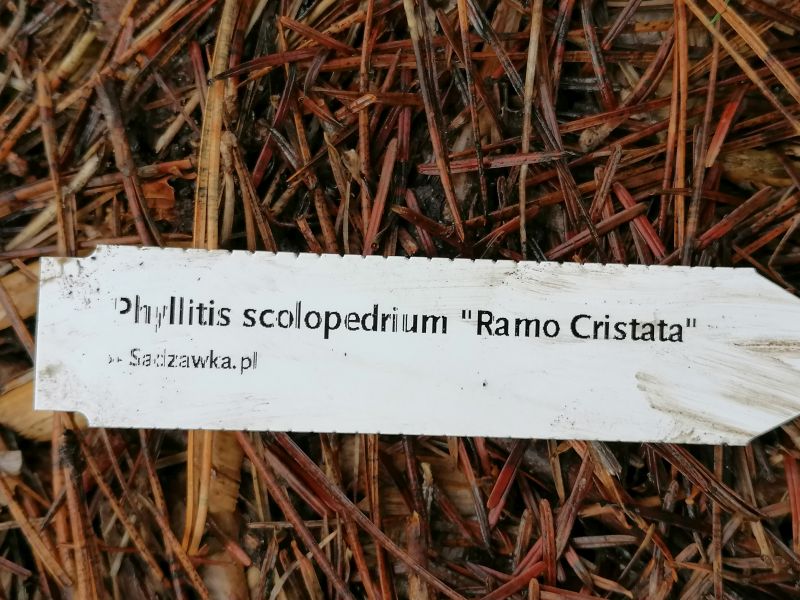 Phyllitis scolopedrium "Ramo Cristata"
» Sadzawka.pl